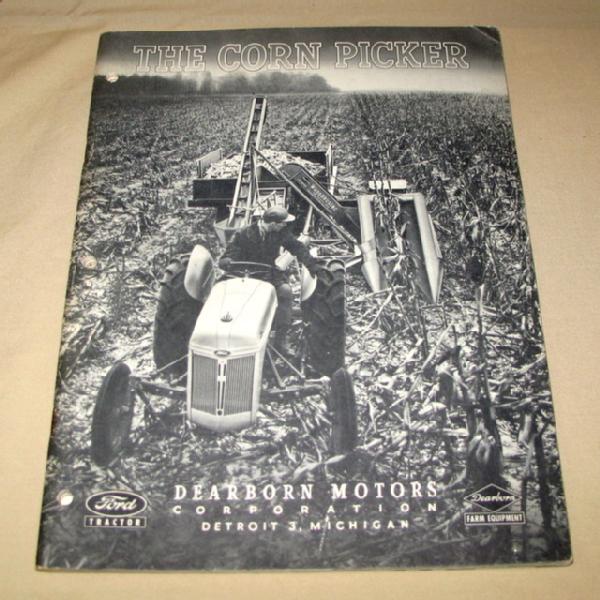 THE CORN PICKER
DEARBORN MOTORS
CORPORATION
DETROIT 3, MICHIGAN
Ford
TRACTOR
Dearborn
FARM EQUIPMENT